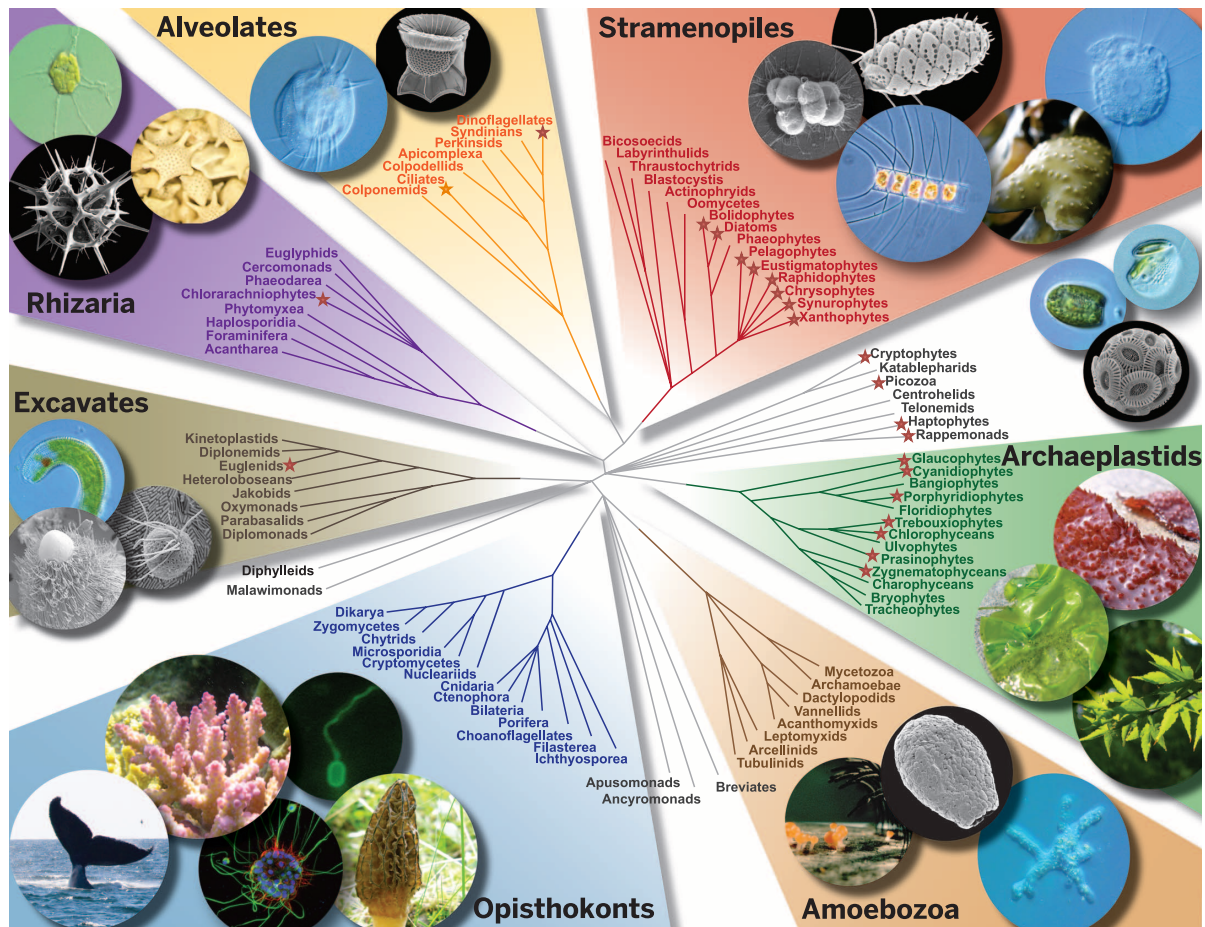 Alveolates
Stramenopiles
Dinoflagellates
Syndinians
Perkinsids
Apicomplexa
Colpodellids
Ciliates
Colponemids
Bicosoecids
Labyrinthulids
Thraustochytrids
Blastocystis
Actinophryids
Oomycetes
Bolidophytes
Diatoms
Phaeophytes
Pelagophytes
Eustigmatophytes
Raphidophytes
Chrysophytes
Synurophytes
Xanthophytes
Euglyphids
Cercomonads
Phaeodarea
Chlorarachniophytes
Phytomyxea
Haplosporidia
Foraminifera
Acantharea
Rhizaria
Cryptophytes
Katablepharids
Picozoa
Centrohelids
Telonemids
Haptophytes
Rappemonads
Excavates
Kinetoplastids
Diplonemids
Euglenids
Heteroloboseans
Jakobids
Oxymonads
Parabasalids
Diplomonads
Diphylleids
Malawimonads
Archaeplastids
Glaucophytes
Cyanidiophytes
Bangiophytes
Porphyridiophytes
Floridiophytes
Trebouxiophytes
Chlorophyceans
Ulvophytes
Prasinophytes
Zygnematophyceans
Charophyceans
Bryophytes
Tracheophytes
Dikarya
Zygomycetes
Chytrids
Microsporidia
Cryptomycetes
Nucleariids
Cnidaria
Ctenophora
Bilateria
Porifera
Choanoflagellates
Filasterea
Ichthyosporea
Apusomonads
Ancyromonads
Breviates
Mycetozoa
Archamoebae
Dactylopodids
Vannellids
Acanthomyxids
Leptomyxids
Arcellinids
Tubulinids
Opisthokonts
Amoebozoa